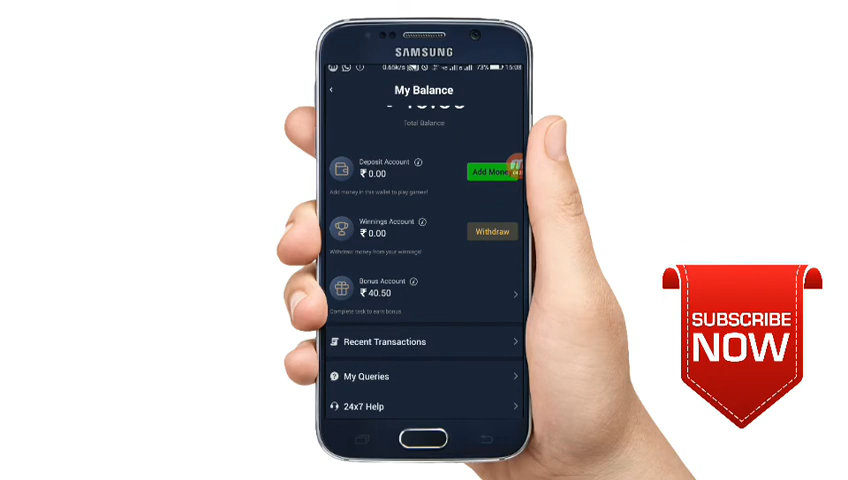 SAMSUNG
73% 15:08
My Balance
Total Balance
Deposit Account
₹0.00
Add Money
Add money in this wallet to play games!
Winnings Account
₹0.00
Withdraw
Withdraw money from your winnings!
Bonus Account
₹40.50
Complete task to earn bonus.
Recent Transactions
My Queries
24x7 Help
SUBSCRIBE
NOW